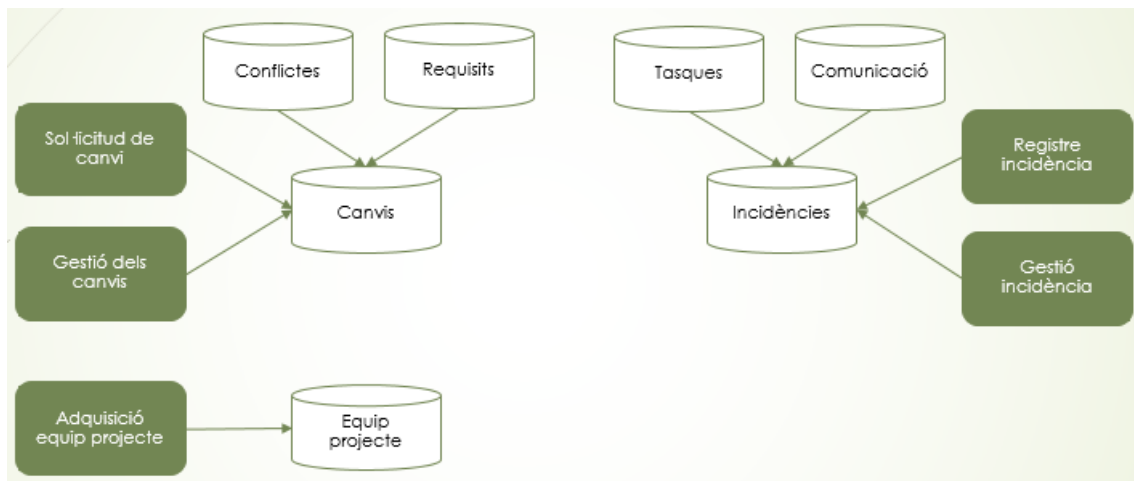 Conflictes
Requisits
Tasques
Comunicació
Sol·licitud de
canvi
Registre
incidència
Canvis
Incidències
Gestió dels
canvis
Gestió
incidència
Adquisició
equip projecte
Equip
projecte